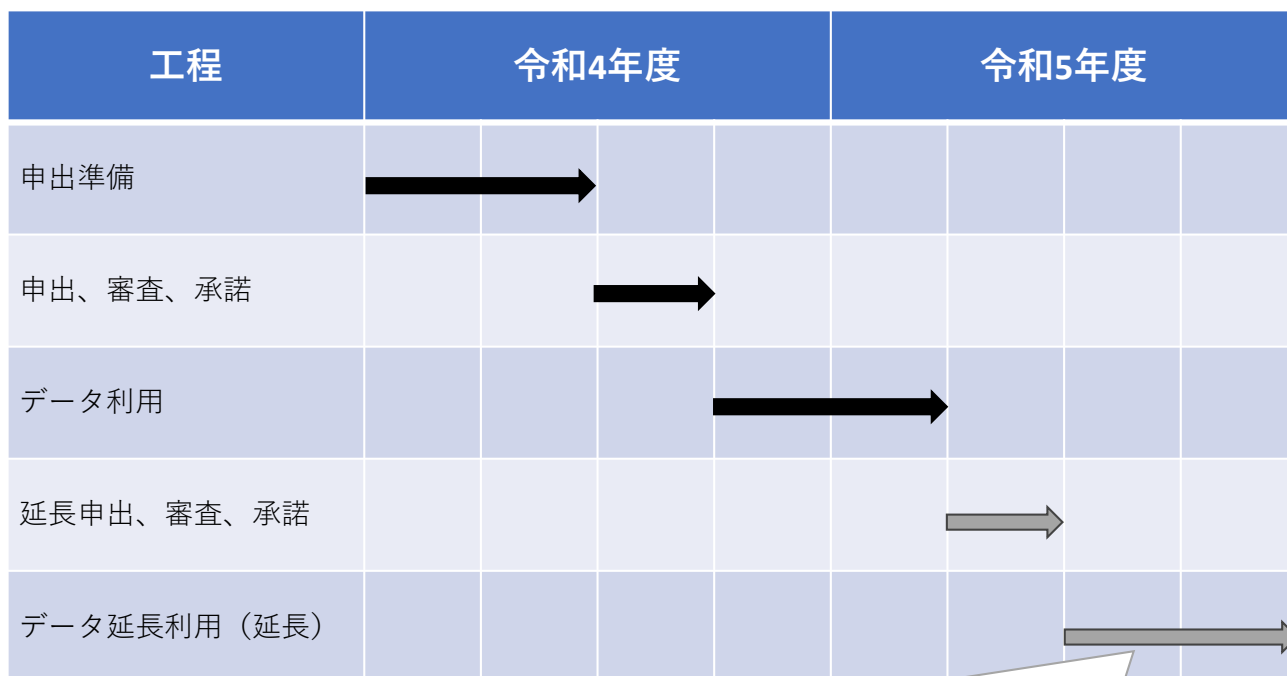 工程
令和4年度
令和5年度
申出準備
申出、審査、承諾
データ利用
延長申出、審査、承諾
データ延長利用（延長）